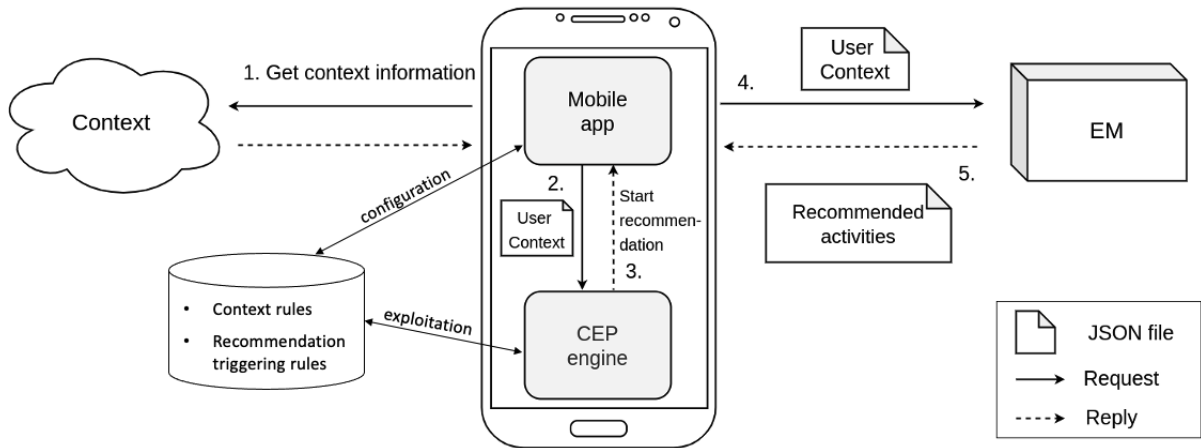 1. Get context information
Context
Mobile
app
configuration
2.
User
Context
Start
recommen-
dation
3.
CEP
engine
exploitation
• Context rules
• Recommendation
triggering rules
4.
User
Context
EM
5.
Recommended
activities
JSON file
Request
Reply